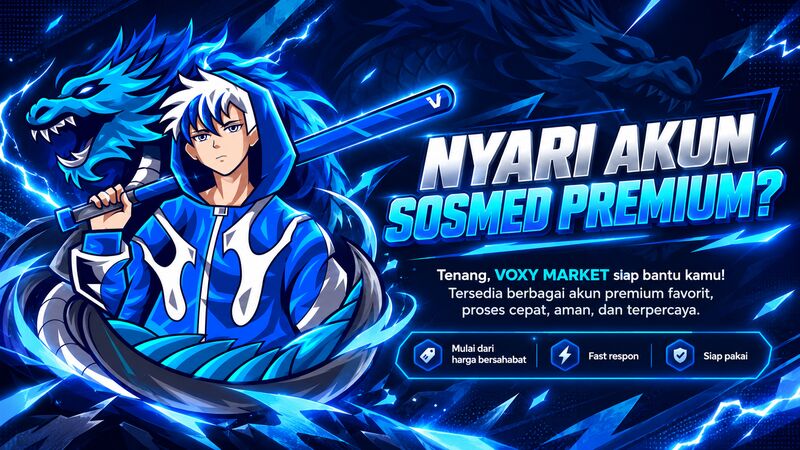 V
NYARI AKUN
SOSMED PREMIUM?
Tenang, VOXY MARKET siap bantu kamu!
Tersedia berbagai akun premium favorit,
proses cepat, aman, dan terpercaya.
Mulai dari
harga bersahabat
Fast respon
Siap pakai